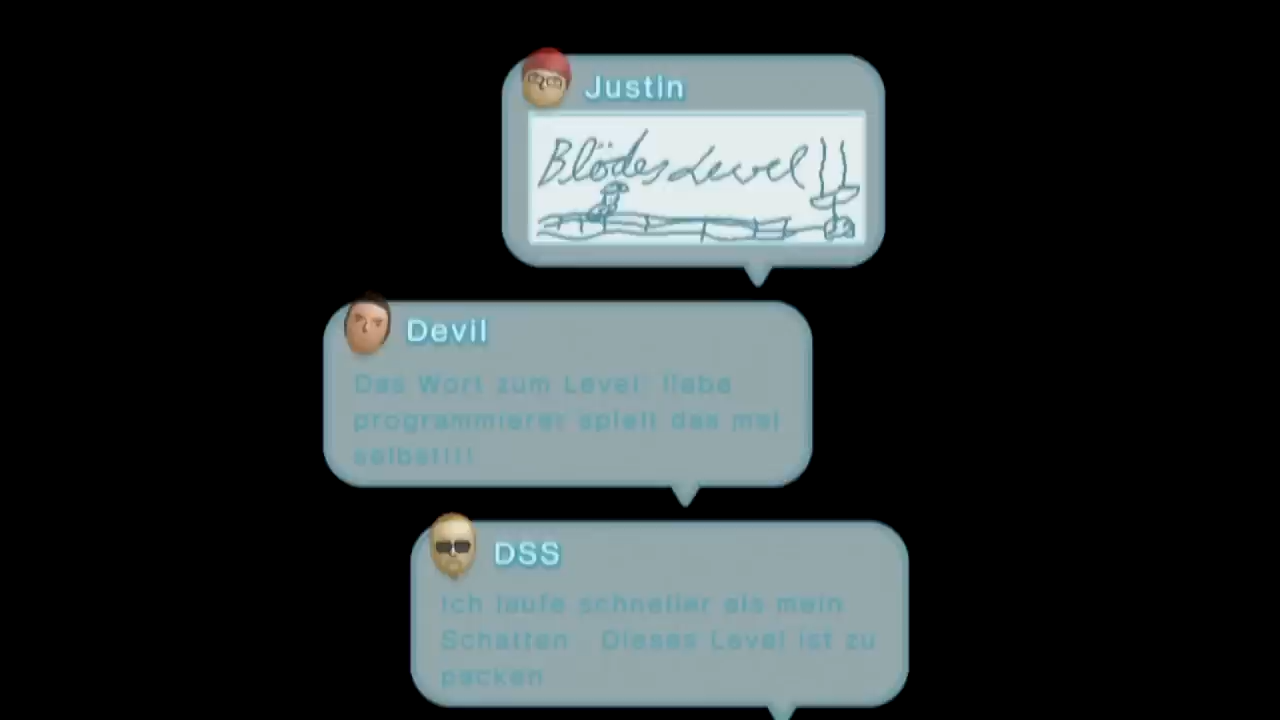 Justin
Blödes Level !!
Devil
Das Wort zum Level: liebe
programmierer spielt das mal
selbst!!!
DSS
Ich laufe schneller als mein
Schatten . Dieses Level ist zu
packen